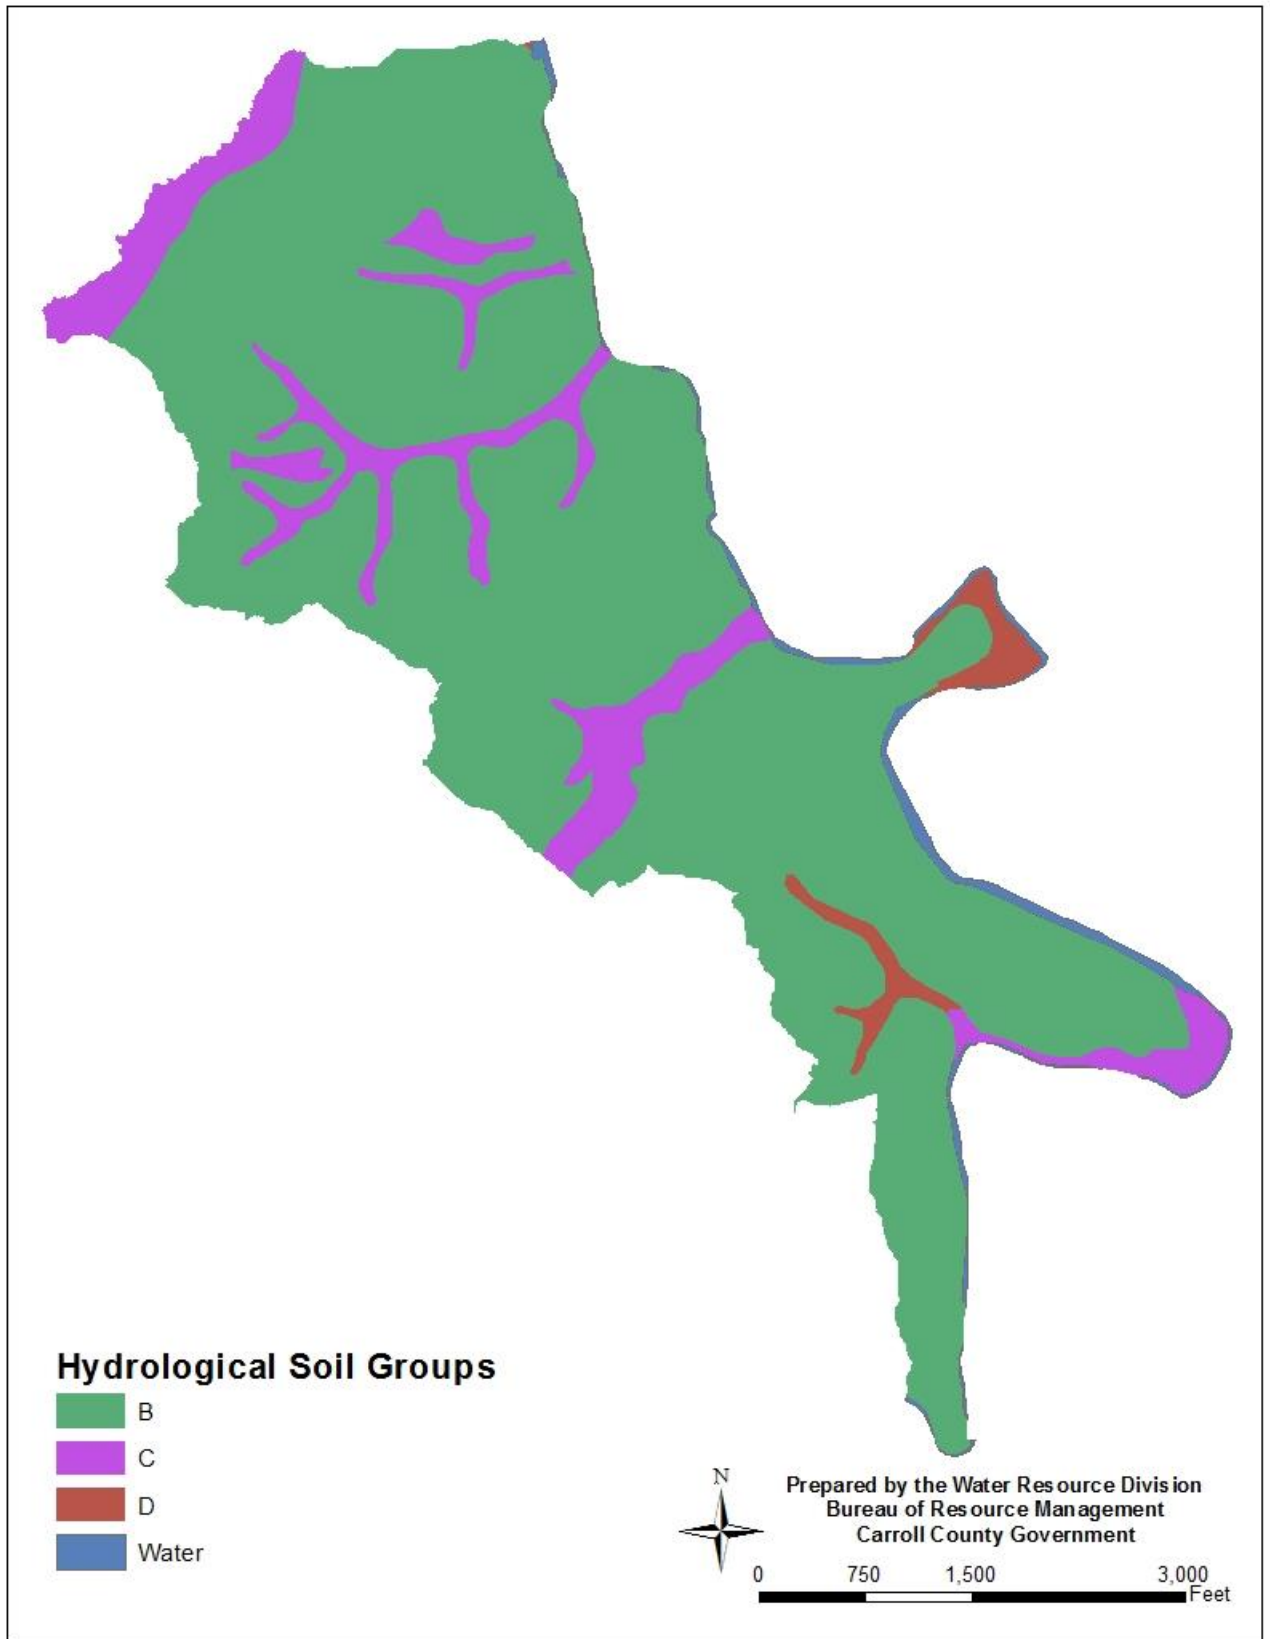 Hydrological Soil Groups
B
C
D
Water
N
Prepared by the Water Resource Division
Bureau of Resource Management
Carroll County Government
0 750 1,500 3,000
Feet